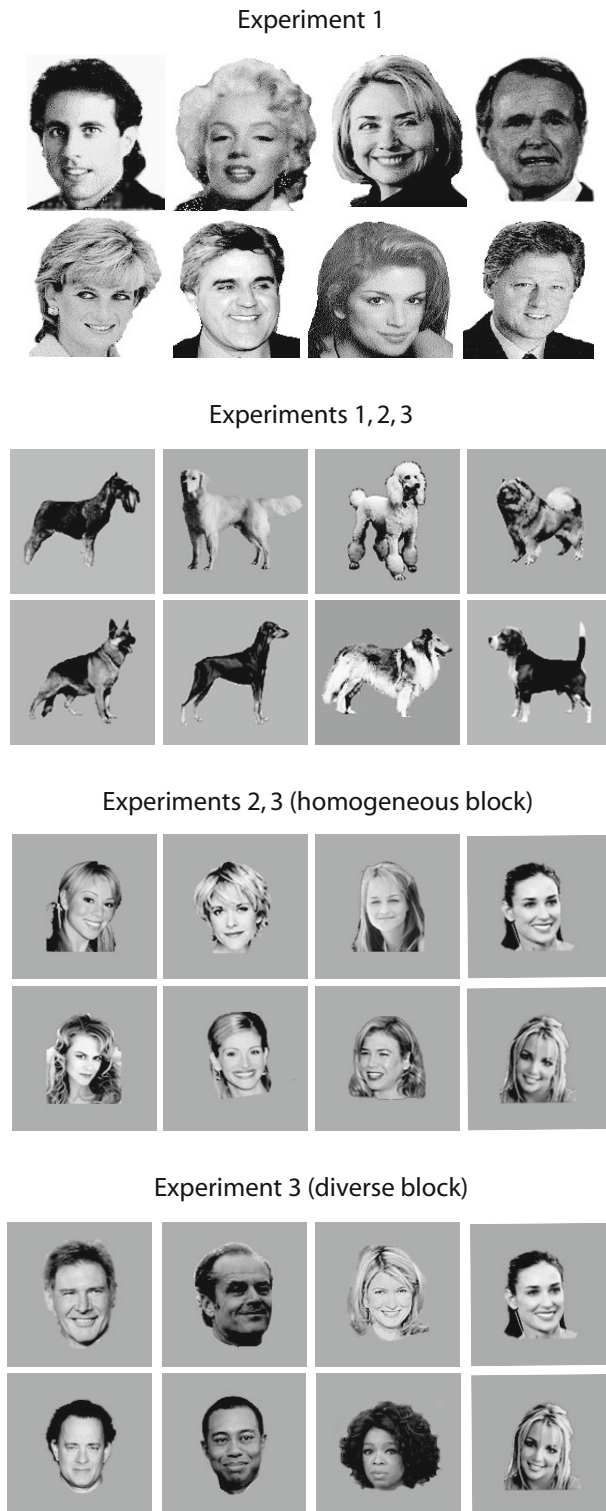 Experiment 1
Experiments 1, 2, 3
Experiments 2, 3 (homogeneous block)
Experiment 3 (diverse block)